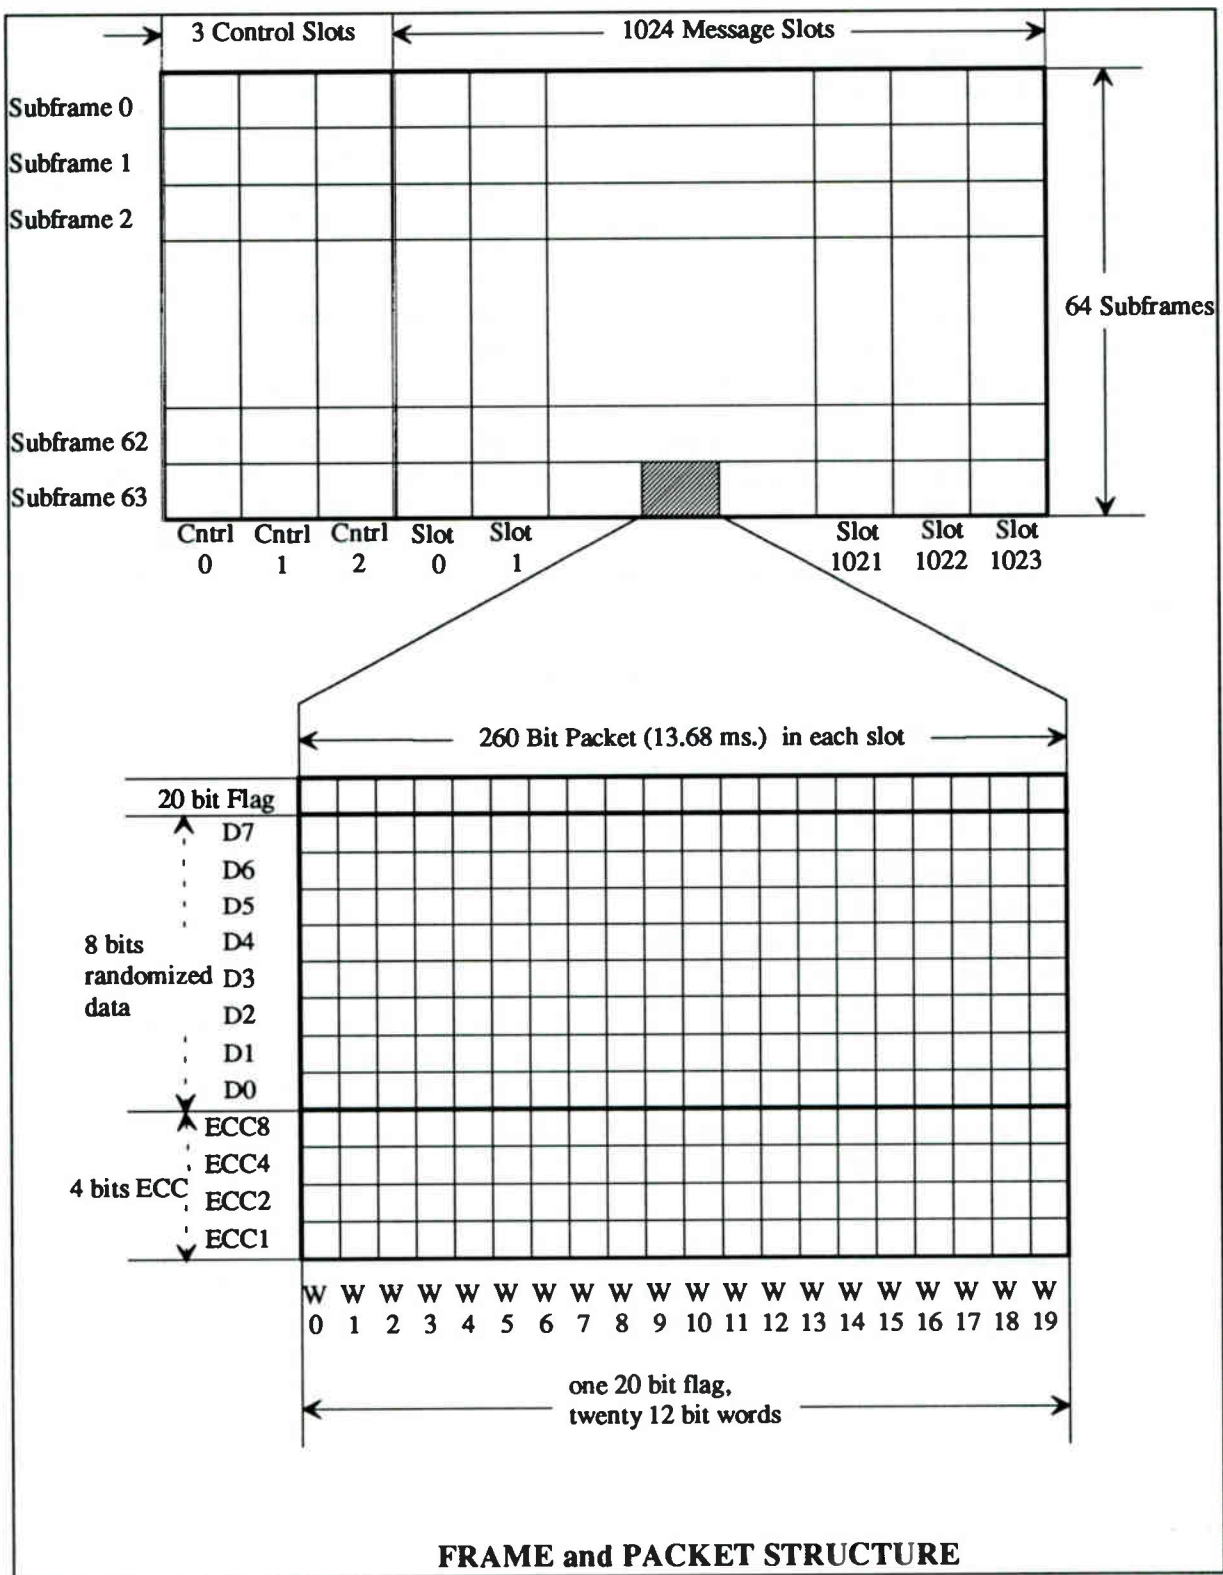 3 Control Slots
1024 Message Slots
Subframe 0
Subframe 1
Subframe 2
64 Subframes
Subframe 62
Subframe 63
Cntrl Cntrl Cntrl Slot Slot Slot Slot Slot
0 1 2 0 1 1021 1022 1023
260 Bit Packet (13.68 ms.) in each slot
20 bit Flag
D7
D6
D5
D4
8 bits
randomized
data
D3
D2
D1
D0
ECC8
ECC4
4 bits ECC
ECC2
ECC1
W W W W W W W W W W W W W W W W W W W W
0 1 2 3 4 5 6 7 8 9 10 11 12 13 14 15 16 17 18 19
one 20 bit flag,
twenty 12 bit words
FRAME and PACKET STRUCTURE